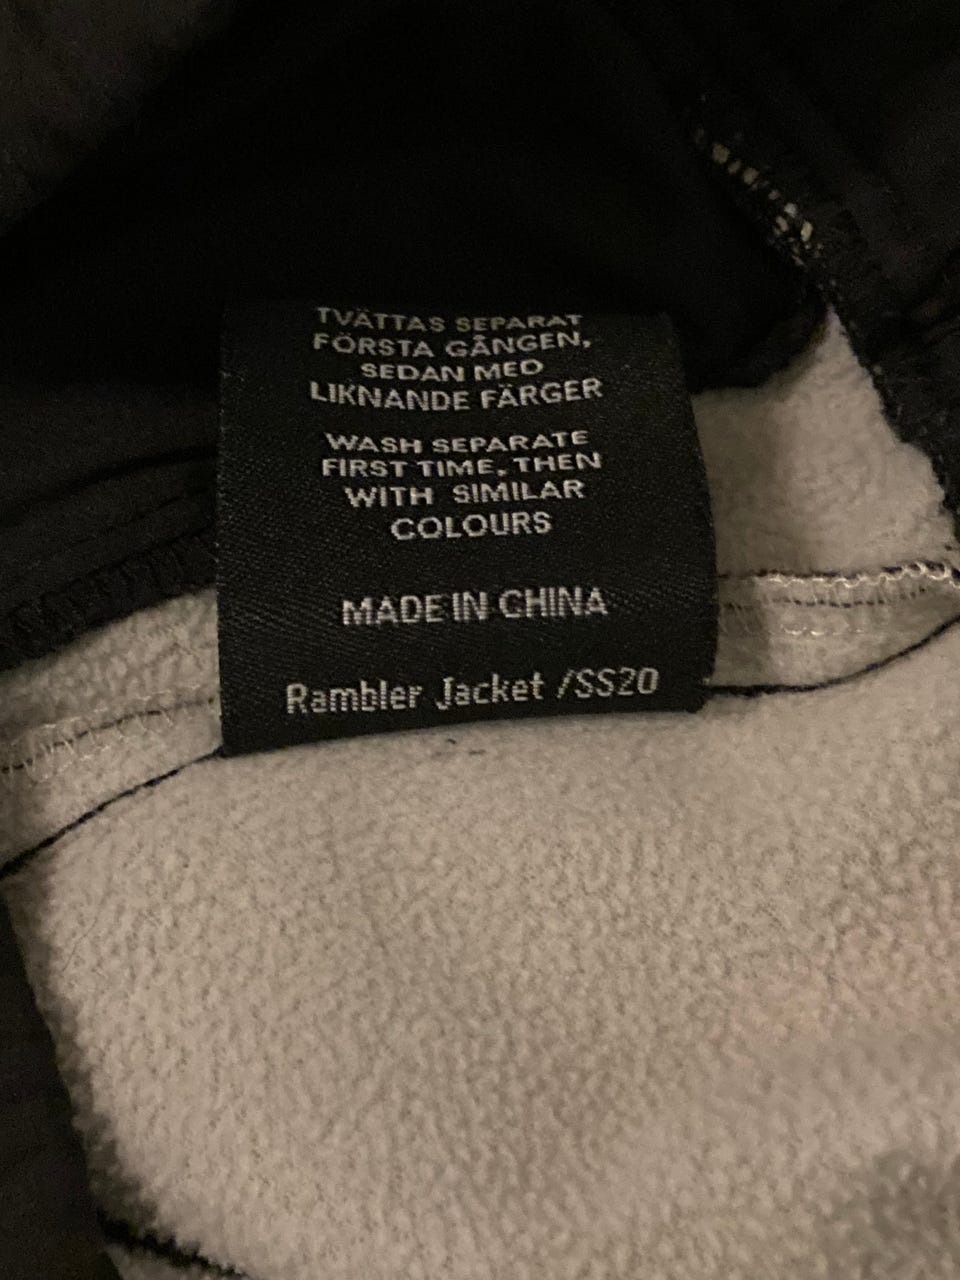 TVÄTTAS SEPARAT
FÖRSTA GÅNGEN,
SEDAN MED
LIKNANDE FÄRGER
WASH SEPARATE
FIRST TIME, THEN
WITH SIMILAR
COLOURS
MADE IN CHINA
Rambler Jacket /SS20